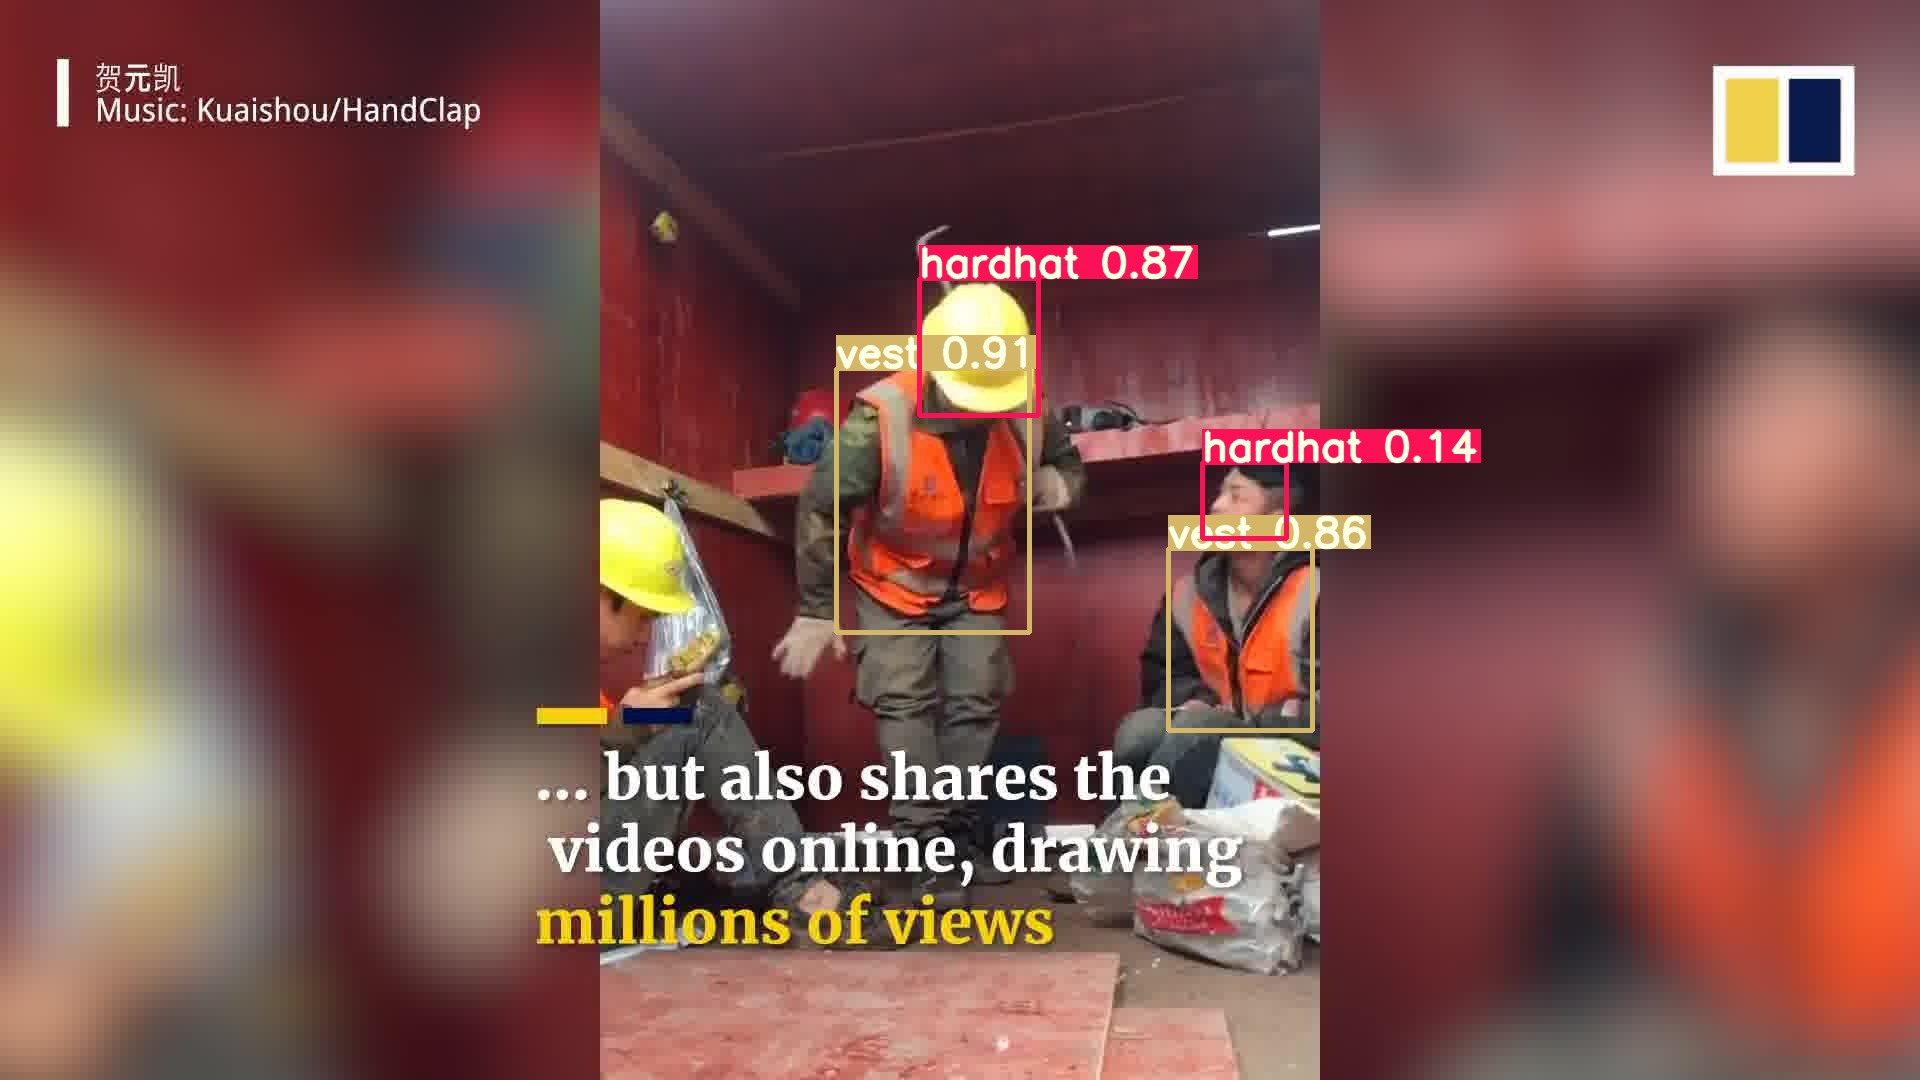 贺元凯
Music: Kuaishou/HandClap
hardhat 0.87
vest 0.91
hardhat 0.14
vest 0.86
... but also shares the
videos online, drawing
millions of views